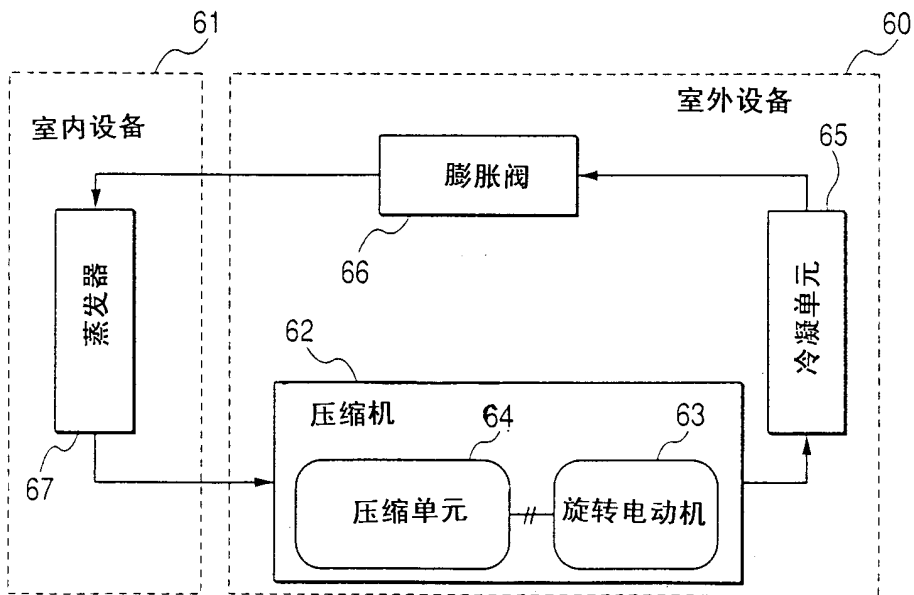 61
60
室内设备
室外设备
65
膨胀阀
66
蒸发器
冷凝单元
62
压缩机
64
63
67
压缩单元
旋转电动机